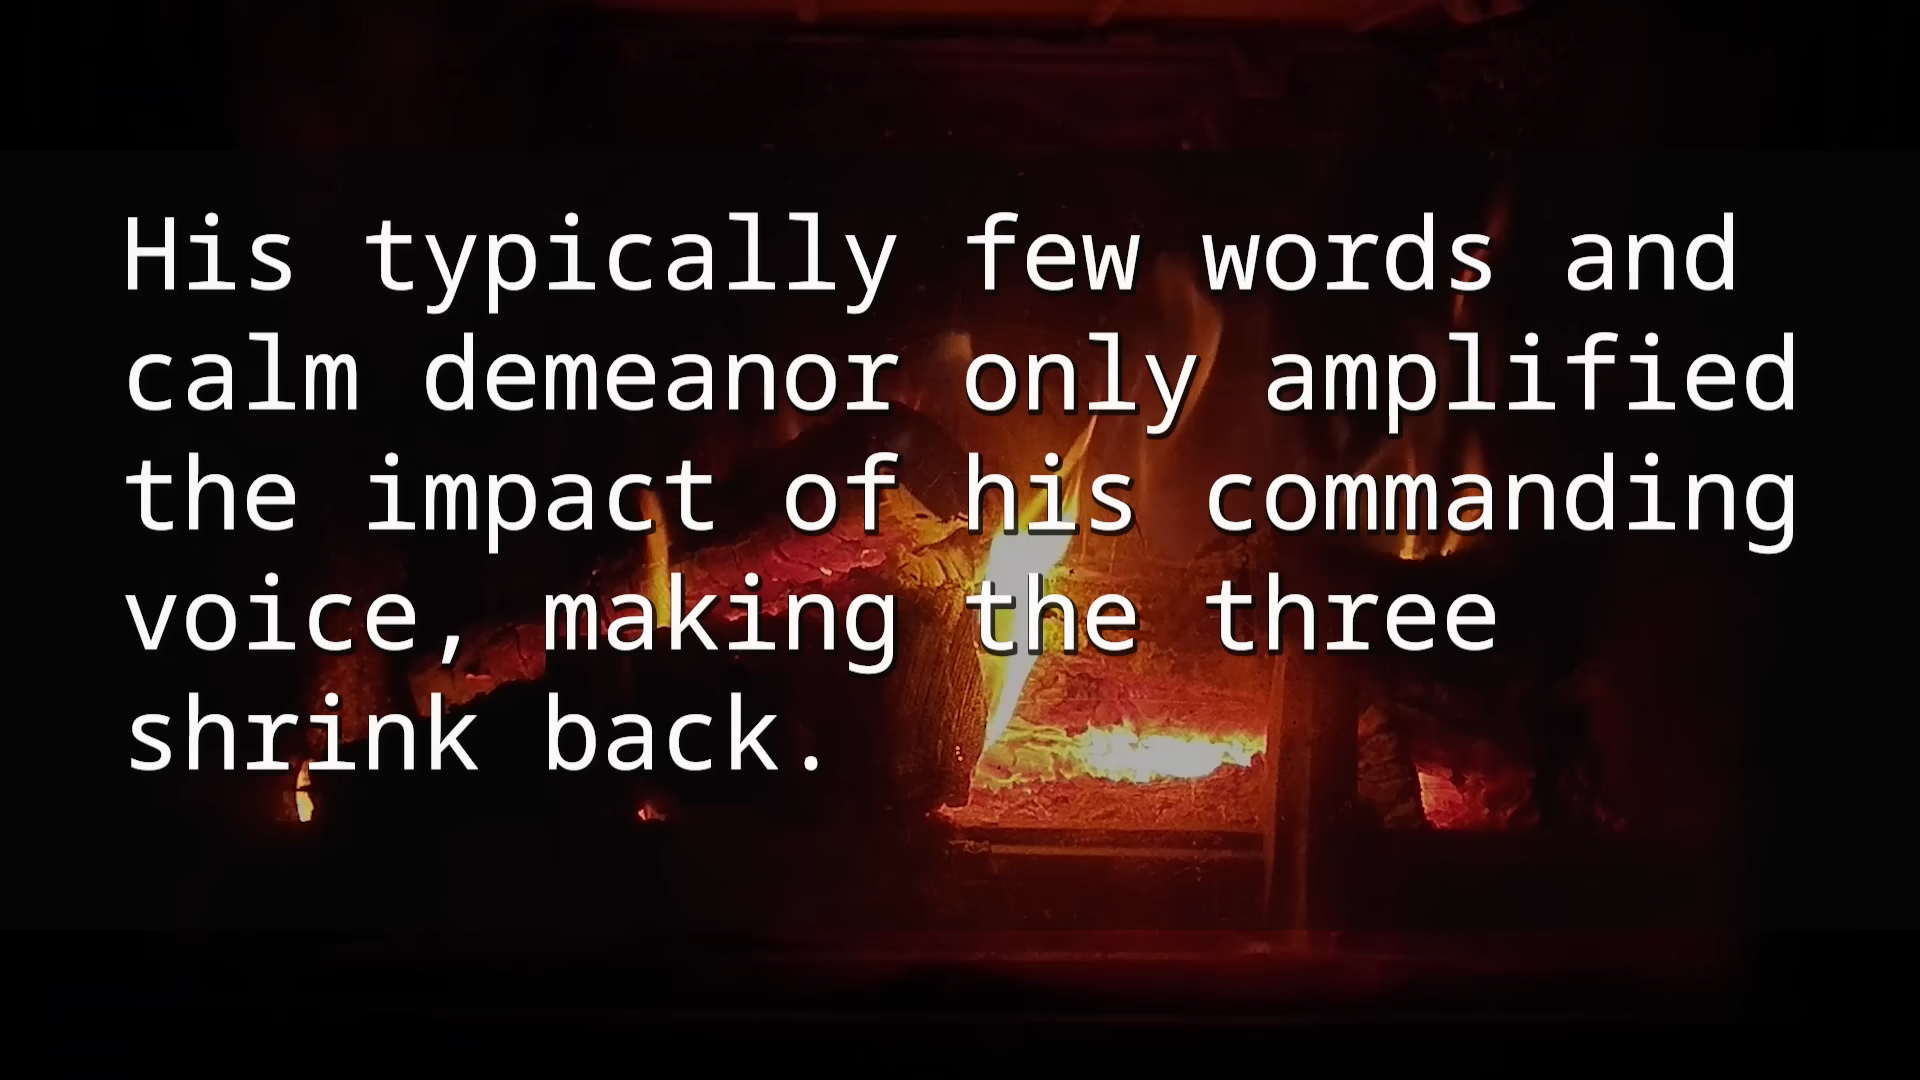 His typically few words and
calm demeanor only amplified
the impact of his commanding
voice, making the three
shrink back.